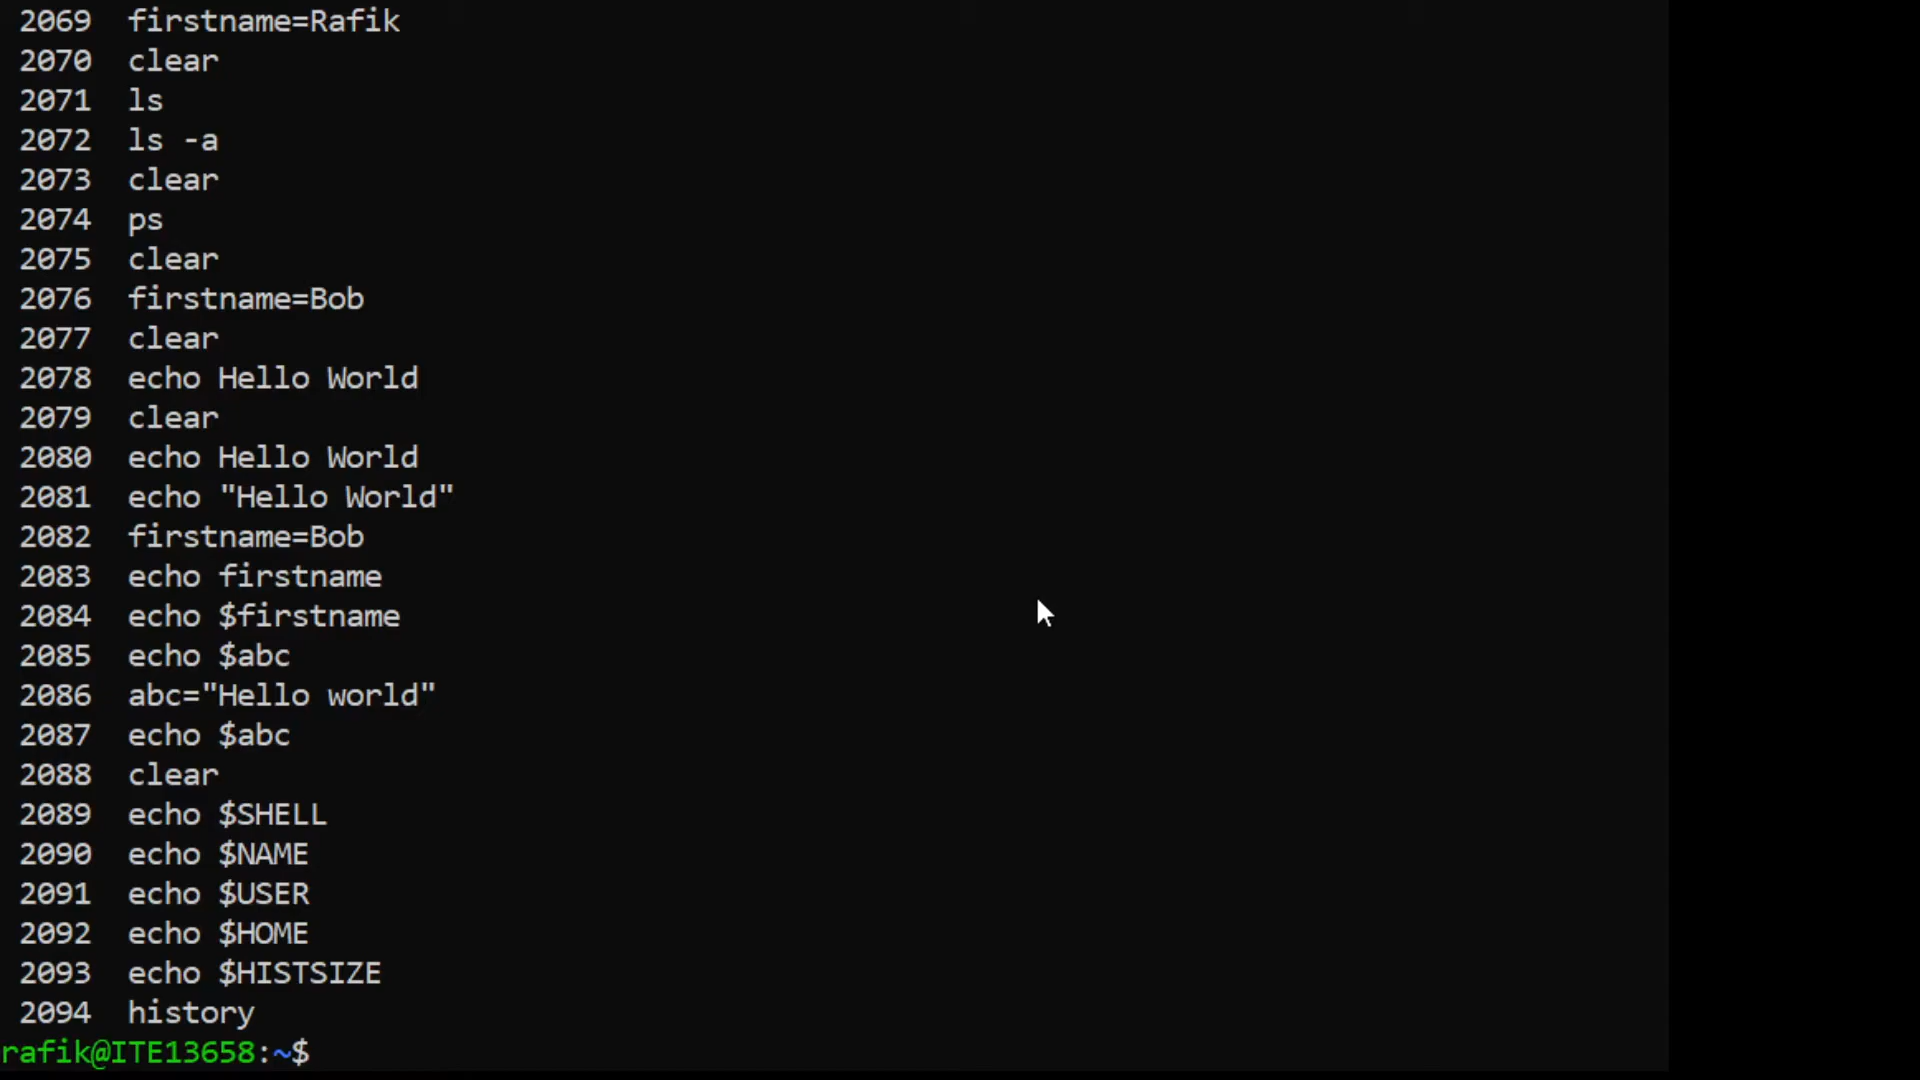 2069 firstname=Rafik
2070 clear
2071 ls
2072 ls -a
2073 clear
2074 ps
2075 clear
2076 firstname=Bob
2077 clear
2078 echo Hello World
2079 clear
2080 echo Hello World
2081 echo "Hello World"
2082 firstname=Bob
2083 echo firstname
2084 echo $firstname
2085 echo $abc
2086 abc="Hello world"
2087 echo $abc
2088 clear
2089 echo $SHELL
2090 echo $NAME
2091 echo $USER
2092 echo $HOME
2093 echo $HISTSIZE
2094 history
rafik@ITE13658:~$